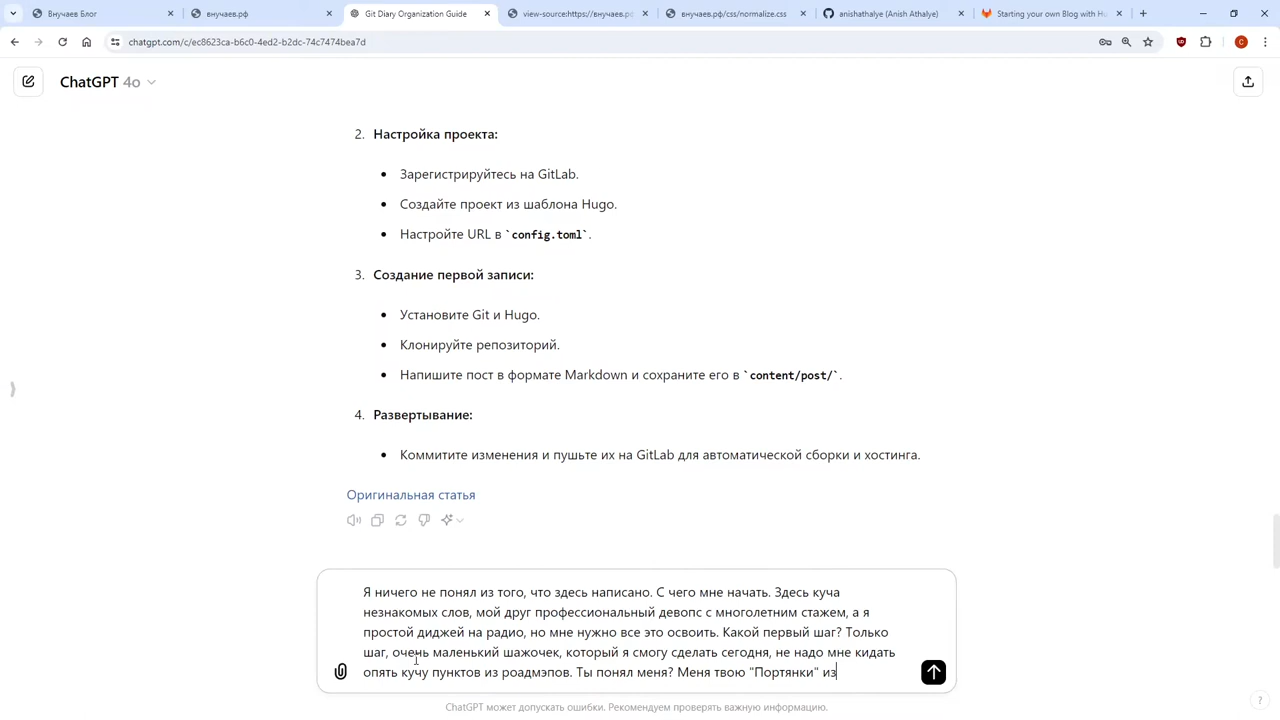 Внучаев Блог
внучаев.рф
Git Diary Organization Guide
view-source:https://внучаев.рф
внучаев.рф/css/normalize.css
anishathalye (Anish Athalye)
Starting your own Blog with Hu
chatgpt.com/c/ec8623ca-b6c0-4ed2-b2dc-74c7474bea7d
C
ChatGPT 4o
2. Настройка проекта:
Зарегистрируйтесь на GitLab.
Создайте проект из шаблона Hugo.
Настройте URL в `config.toml`.
3. Создание первой записи:
Установите Git и Hugo.
Клонируйте репозиторий.
Напишите пост в формате Markdown и сохраните его в `content/post/`.
4. Развертывание:
Коммитите изменения и пушьте их на GitLab для автоматической сборки и хостинга.
Оригинальная статья
Я ничего не понял из того, что здесь написано. С чего мне начать. Здесь куча
незнакомых слов, мой друг профессиональный девопс с многолетним стажем, а я
простой диджей на радио, но мне нужно все это освоить. Какой первый шаг? Только
шаг, очень маленький шажочек, который я смогу сделать сегодня, не надо мне кидать
опять кучу пунктов из роадмэпов. Ты понял меня? Меня твою "Портянки" из
ChatGPT может допускать ошибки. Рекомендуем проверять важную информацию.
?